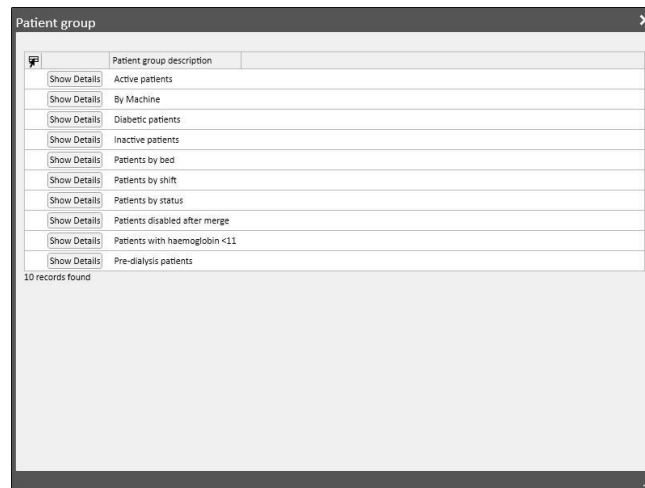 Patient group
Patient group description
Show Details Active patients
Show Details By Machine
Show Details Diabetic patients
Show Details Inactive patients
Show Details Patients by bed
Show Details Patients by shift
Show Details Patients by status
Show Details Patients disabled after merge
Show Details Patients with haemoglobin <11
Show Details Pre-dialysis patients
10 records found